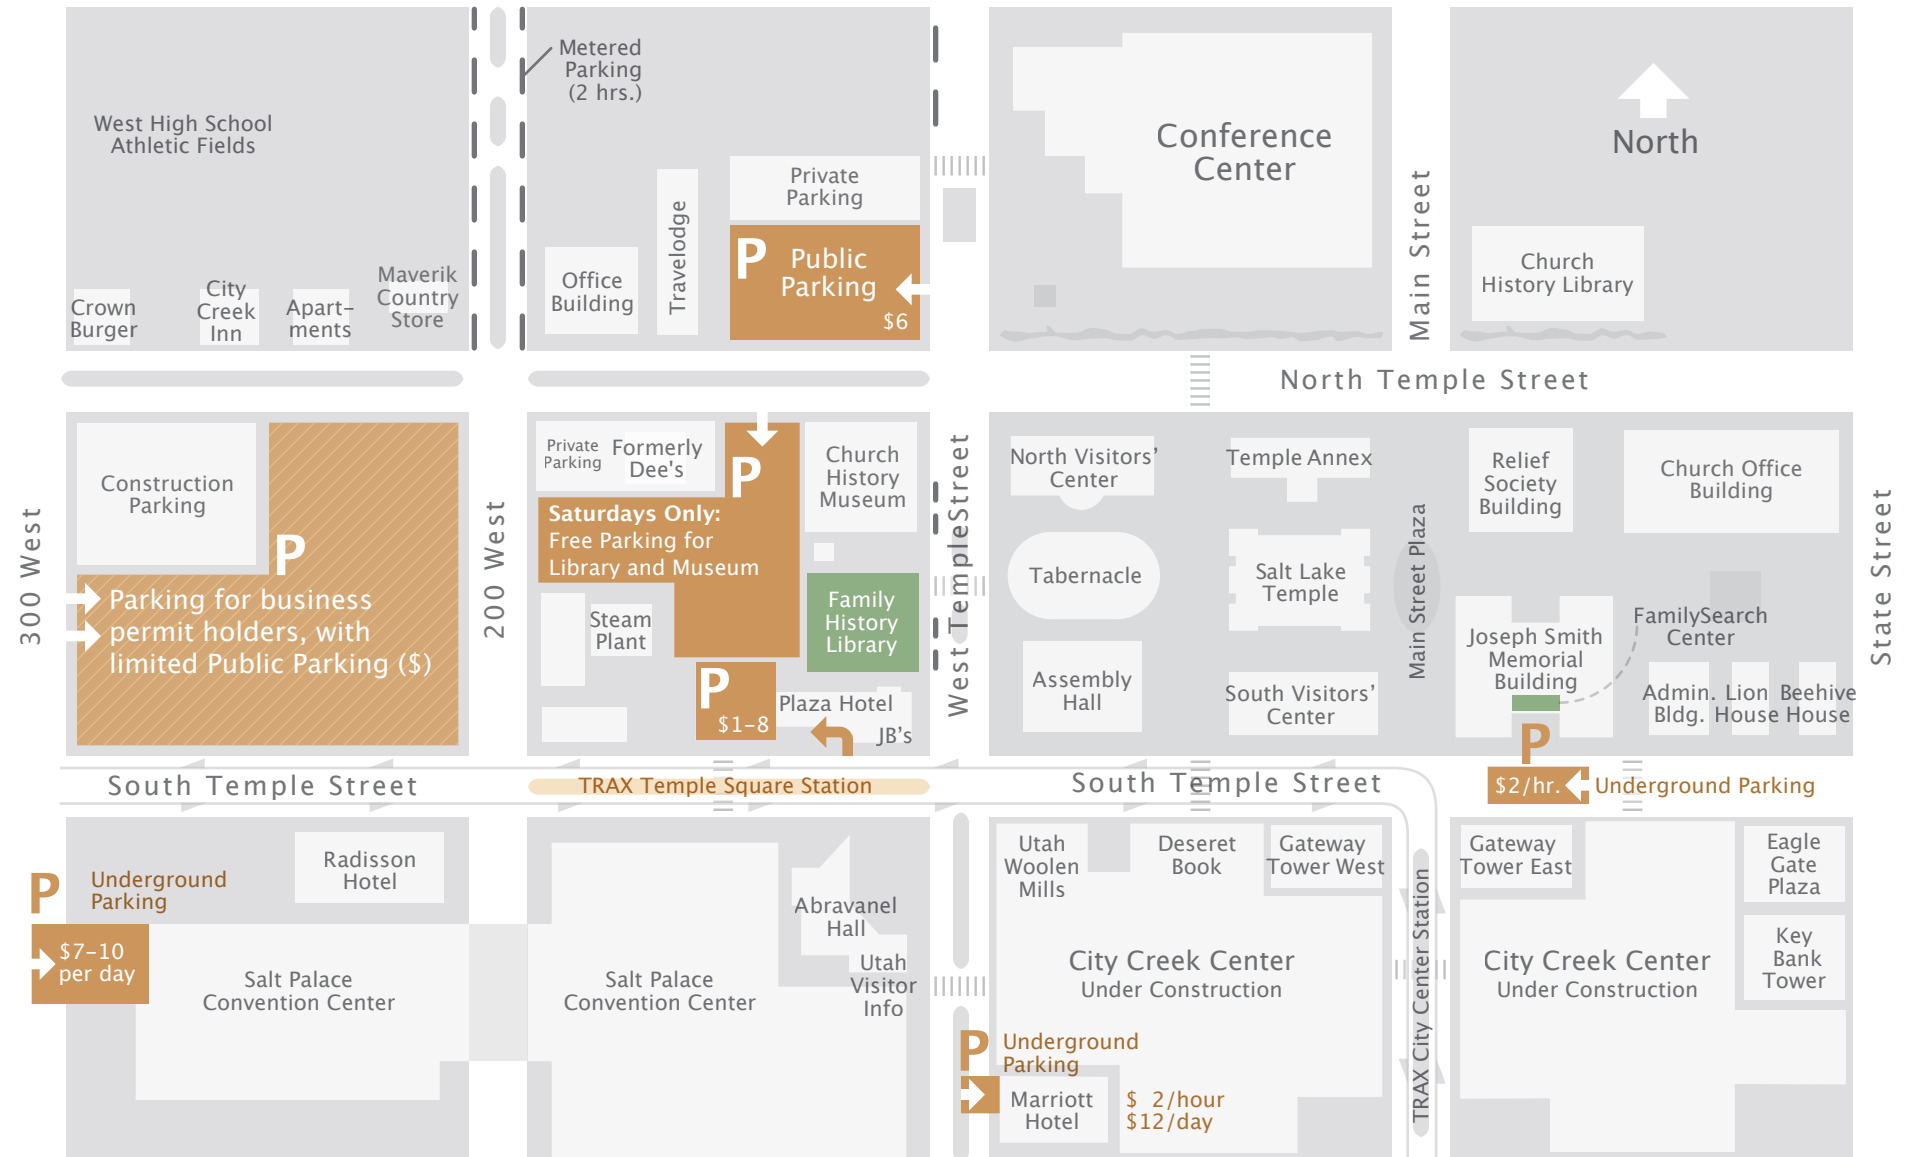 Metered
Parking
(2 hrs.)
West High School
Athletic Fields
Conference
Center
North
Private
Parking
Travelodge
P
Public
Parking
$6
Office
Building
Main Street
Church
History Library
Crown
Burger
City
Creek
Inn
Apart-
ments
Maverik
Country
Store
North Temple Street
Construction
Parking
P
Parking for business
permit holders, with
limited Public Parking ($)
300 West
200 West
Private
Parking
Formerly
Dee's
P
Church
History
Museum
Saturdays Only:
Free Parking for
Library and Museum
Steam
Plant
Family
History
Library
P
$1-8
Plaza Hotel
JB's
West Temple Street
North Visitors'
Center
Temple Annex
Relief
Society
Building
Church Office
Building
Tabernacle
Salt Lake
Temple
Main Street Plaza
Joseph Smith
Memorial
Building
FamilySearch
Center
State Street
Assembly
Hall
South Visitors'
Center
Admin.
Bldg.
Lion
House
Beehive
House
P
$2/hr.
Underground Parking
South Temple Street
TRAX Temple Square Station
South Temple Street
Radisson
Hotel
P
Underground
Parking
$7-10
per day
Salt Palace
Convention Center
Salt Palace
Convention Center
Abravanel
Hall
Utah
Visitor
Info
Utah
Woolen
Mills
Deseret
Book
Gateway
Tower West
City Creek Center
Under Construction
P
Underground
Parking
Marriott
Hotel
$ 2/hour
$12/day
TRAX City Center Station
Gateway
Tower East
Eagle
Gate
Plaza
City Creek Center
Under Construction
Key
Bank
Tower